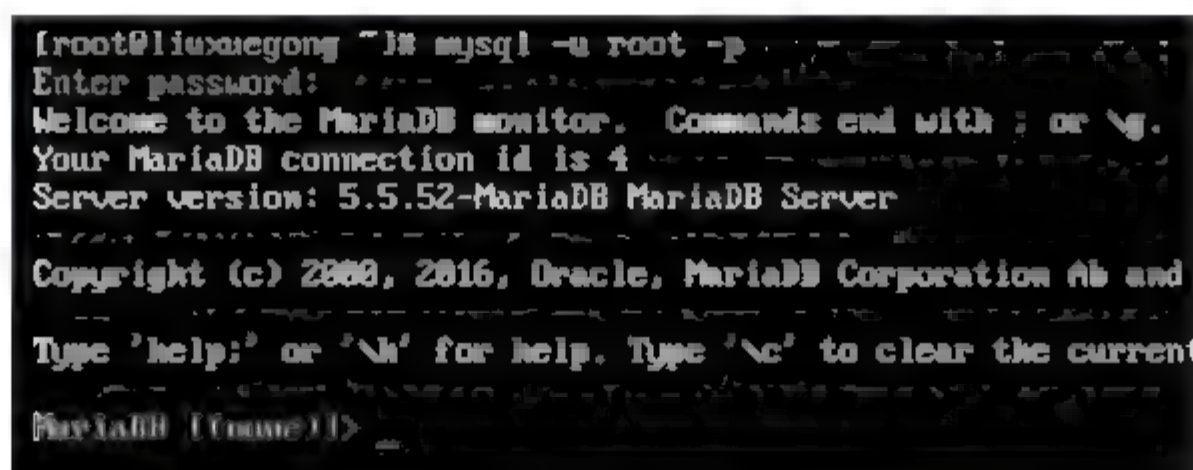 [root@liuxuegong ~]# mysql -u root -p
Enter password:
Welcome to the MariaDB monitor.  Commands end with ; or \g.
Your MariaDB connection id is 4
Server version: 5.5.52-MariaDB MariaDB Server
Copyright (c) 2000, 2016, Oracle, MariaDB Corporation Ab and
Type 'help;' or '\h' for help. Type '\c' to clear the current
MariaDB [(none)]> _